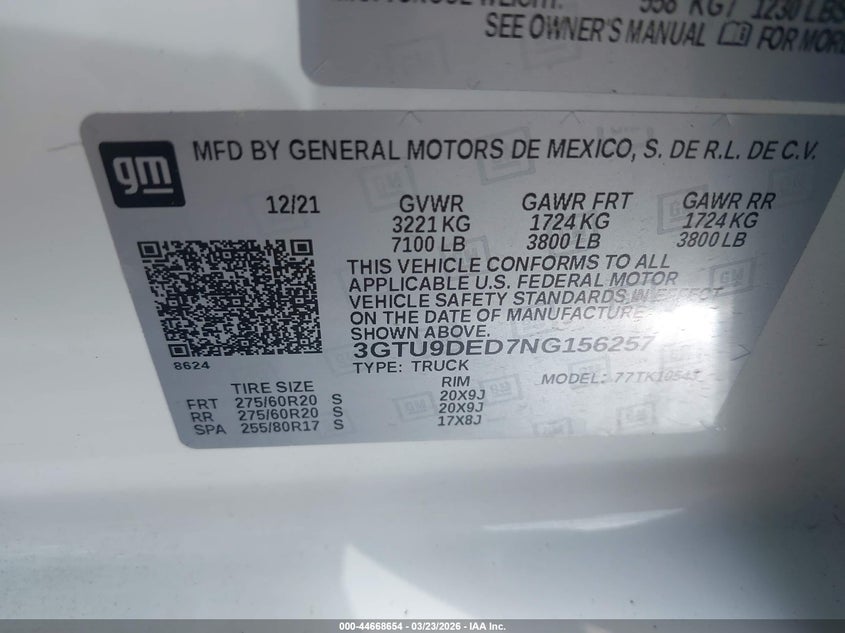 558 KG / 1230 LBS
SEE OWNER'S MANUAL FOR MORE
gm
MFD BY GENERAL MOTORS DE MEXICO, S. DE R.L. DE C.V.
12/21 GVWR GAWR FRT GAWR RR
3221 KG 1724 KG 1724 KG
7100 LB 3800 LB 3800 LB
THIS VEHICLE CONFORMS TO ALL
APPLICABLE U.S. FEDERAL MOTOR
VEHICLE SAFETY STANDARDS IN EFFECT
ON THE DATE OF MANUFACTURE
SHOWN ABOVE.
3GTU9DED7NG156257
8624
TYPE: TRUCK MODEL:
TIRE SIZE RIM
FRT 275/60R20 S 20X9J
RR 275/60R20 S 20X9J
SPA 255/80R17 S 17X8J
000-44668654 / 03/23/2026 - IAA Inc.